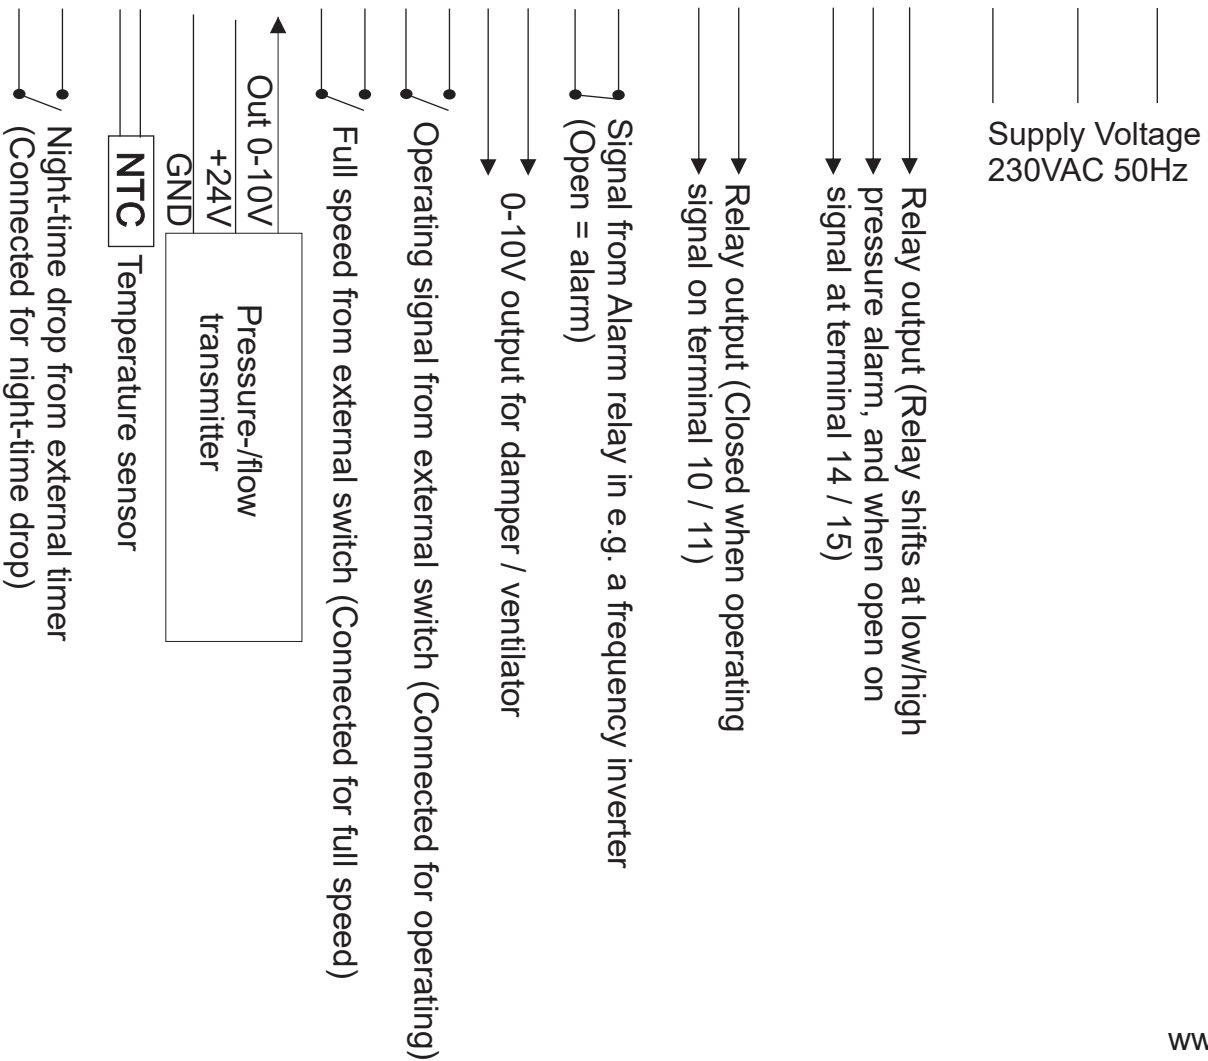 Night-time drop from external timer
(Connected for night-time drop)
NTC
Temperature sensor
GND
+24V
Out 0-10V
Pressure-/flow
transmitter
Full speed from external switch (Connected for full speed)
Operating signal from external switch (Connected for operating)
0-10V output for damper / ventilator
Signal from Alarm relay in e.g. a frequency inverter
(Open = alarm)
Relay output (Closed when operating
signal on terminal 10 / 11)
Relay output (Relay shifts at low/high
pressure alarm, and when open on
signal at terminal 14 / 15)
Supply Voltage
230VAC 50Hz